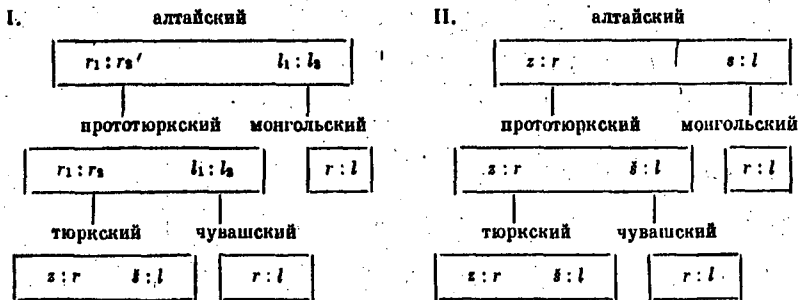 I. алтайский II. алтайский
r₁ : r₂′ l₁ : l₂ z : r s : l
прототюркский монгольский прототюркский монгольский
r₁ : r₂ l₁ : l₂ r : l z : r š : l r : l
тюркский чувашский тюркский чувашский
z : r š : l r : l z : r š : l r : l